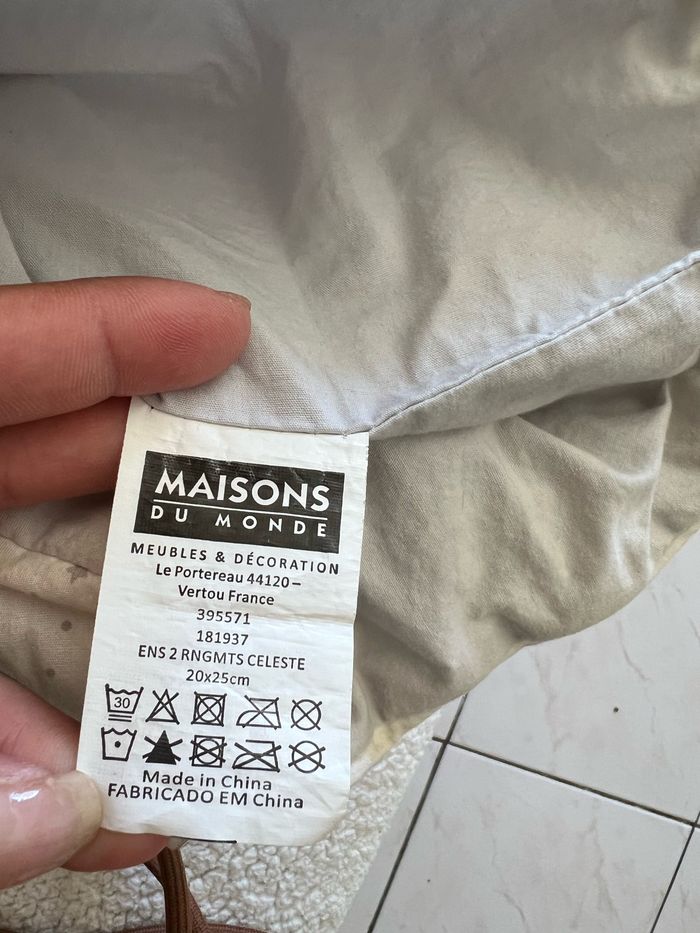 MAISONS
DU MONDE
MEUBLES & DÉCORATION
Le Portereau 44120–
Vertou France
395571
181937
ENS 2 RNGMTS CELESTE
20x25cm
30
Made in China
FABRICADO EM China